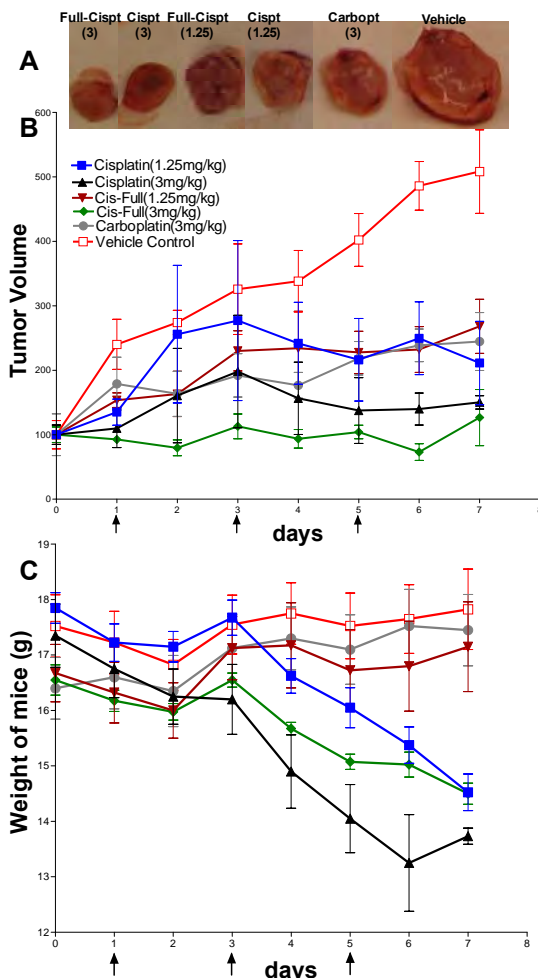 Full-Cispt Cispt Full-Cispt Cispt Carbopt Vehicle
(3) (3) (1.25) (1.25) (3)
A
B
600
500
400
300
200
100
0
Tumor Volume
Cisplatin(1.25mg/kg)
Cisplatin(3mg/kg)
Cis-Full(1.25mg/kg)
Cis-Full(3mg/kg)
Carboplatin(3mg/kg)
Vehicle Control
0 1 2 3 4 5 6 7 8
days
C
19
18
17
16
15
14
13
12
Weight of mice (g)
0 1 2 3 4 5 6 7 8
days